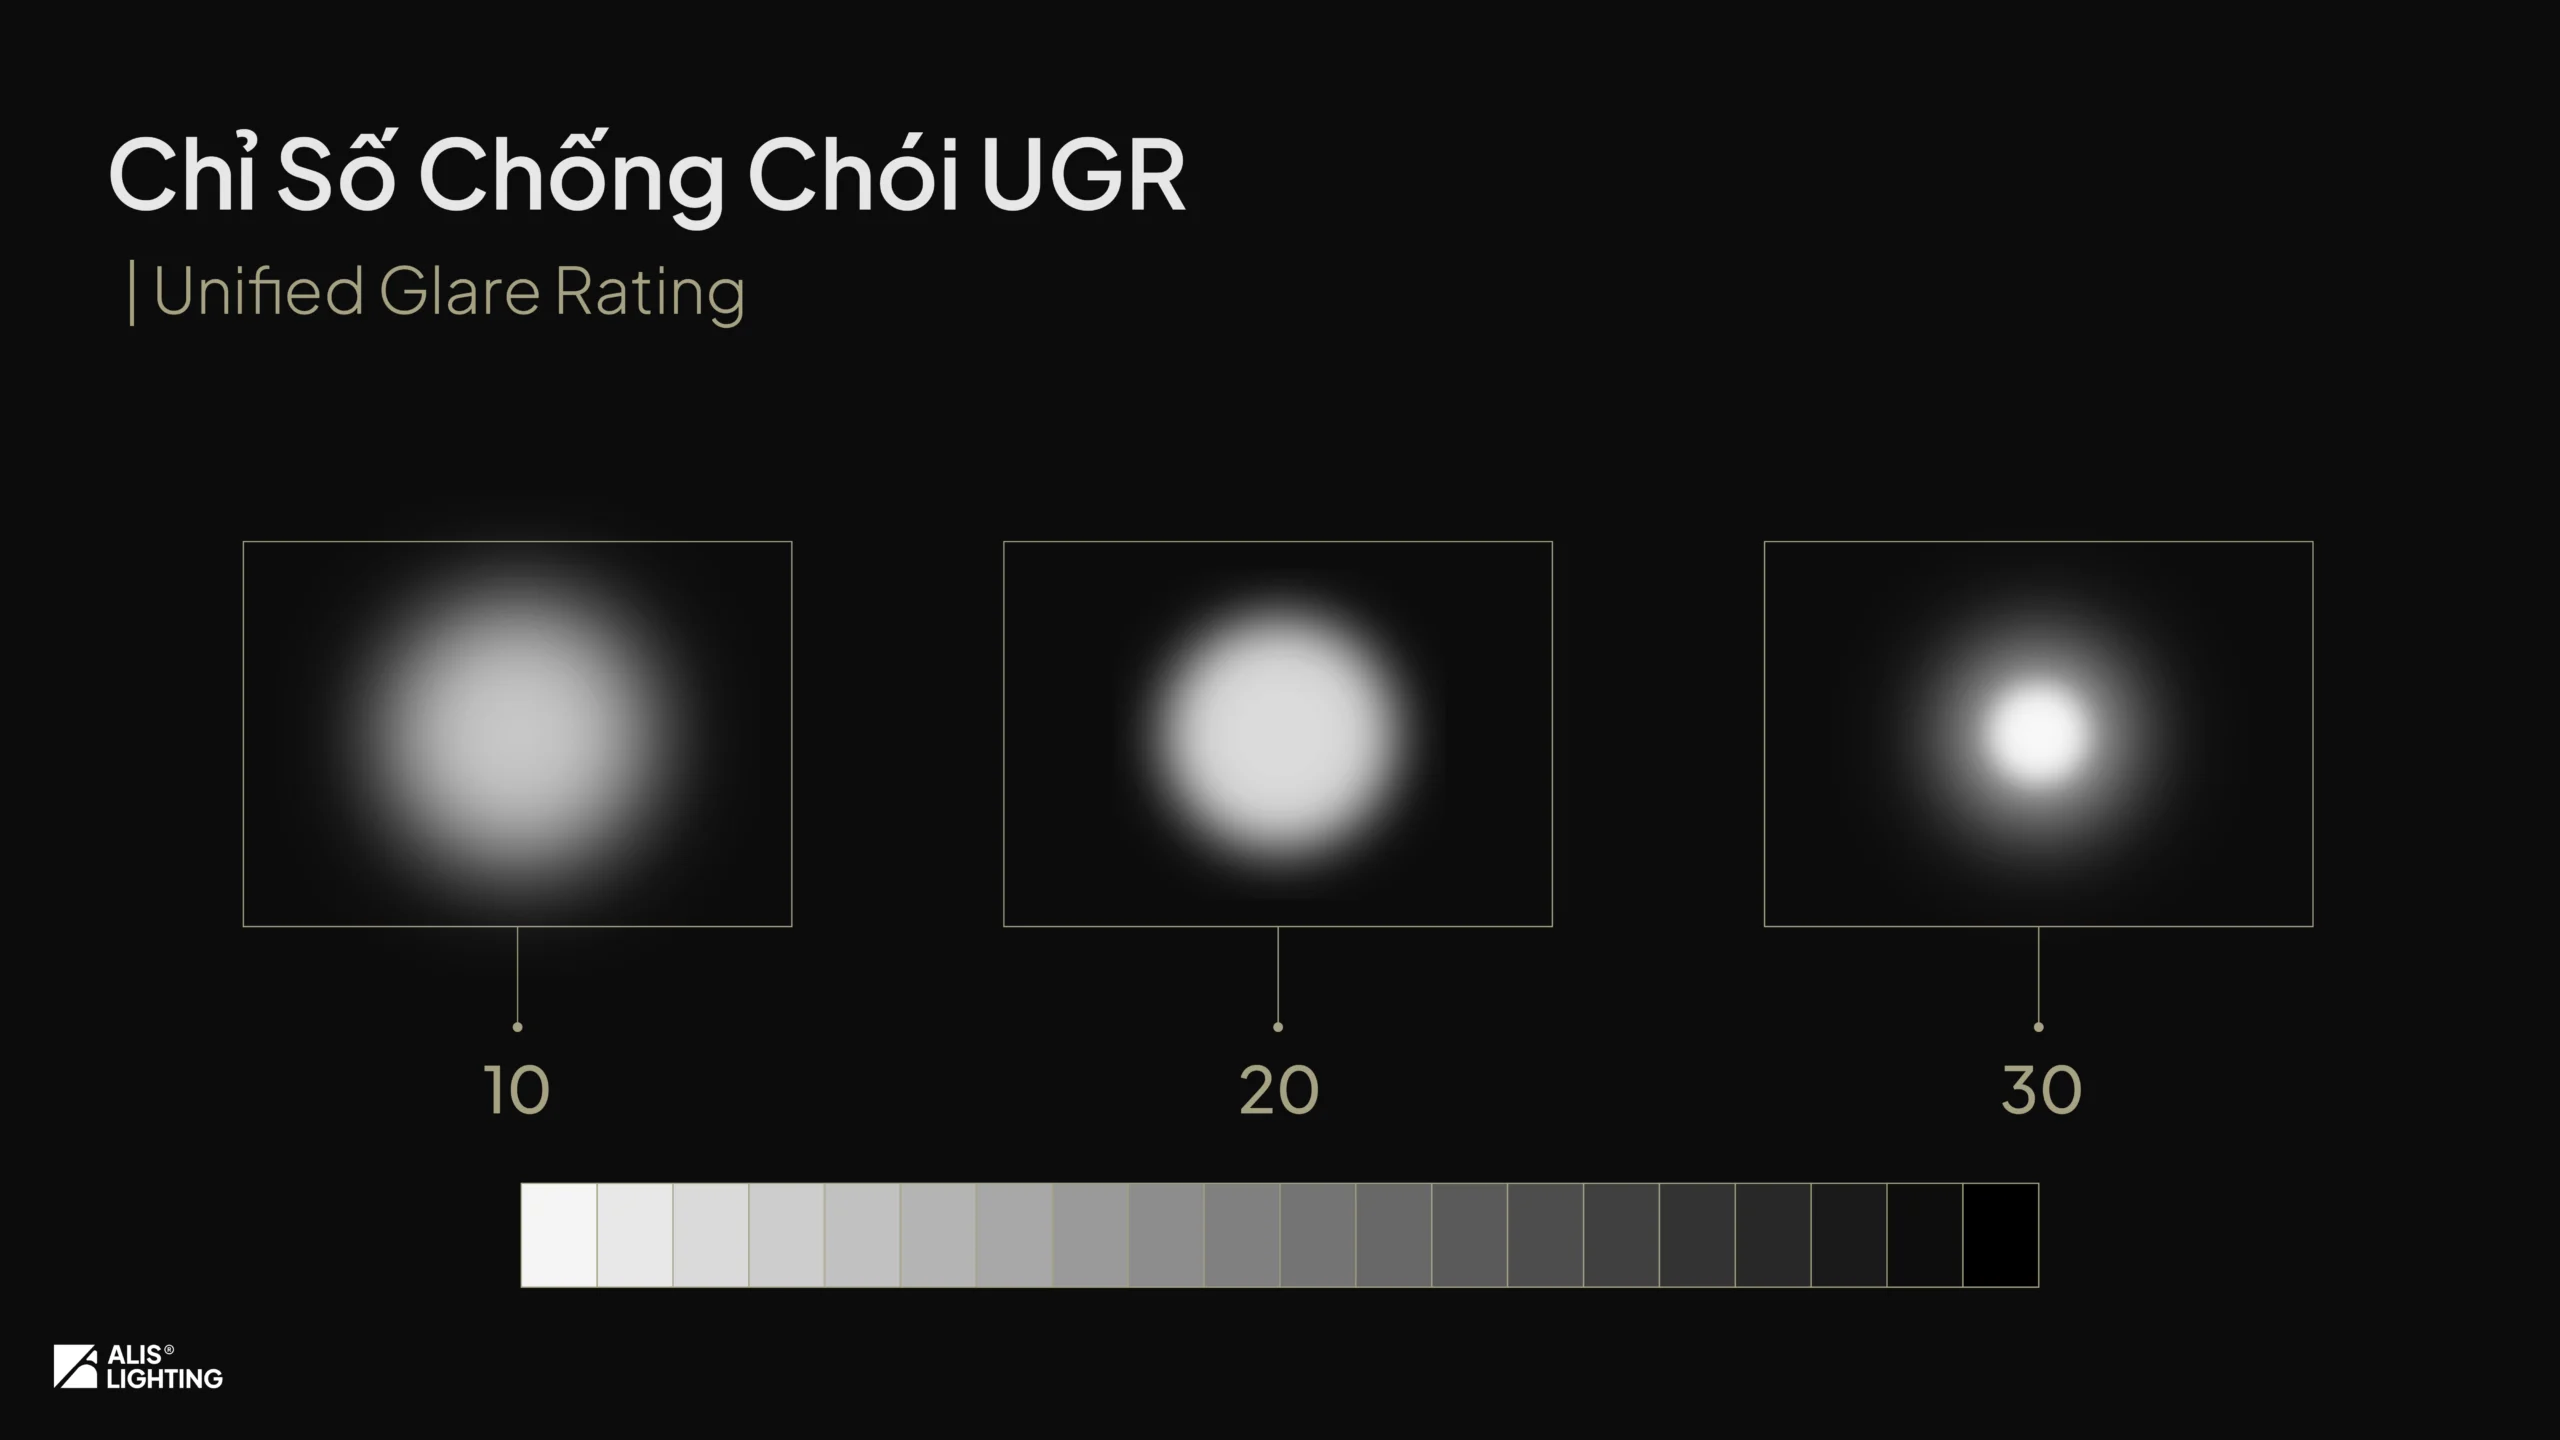 Chỉ Số Chống Chói UGR
| Unified Glare Rating
10
20
30
ALIS®
LIGHTING